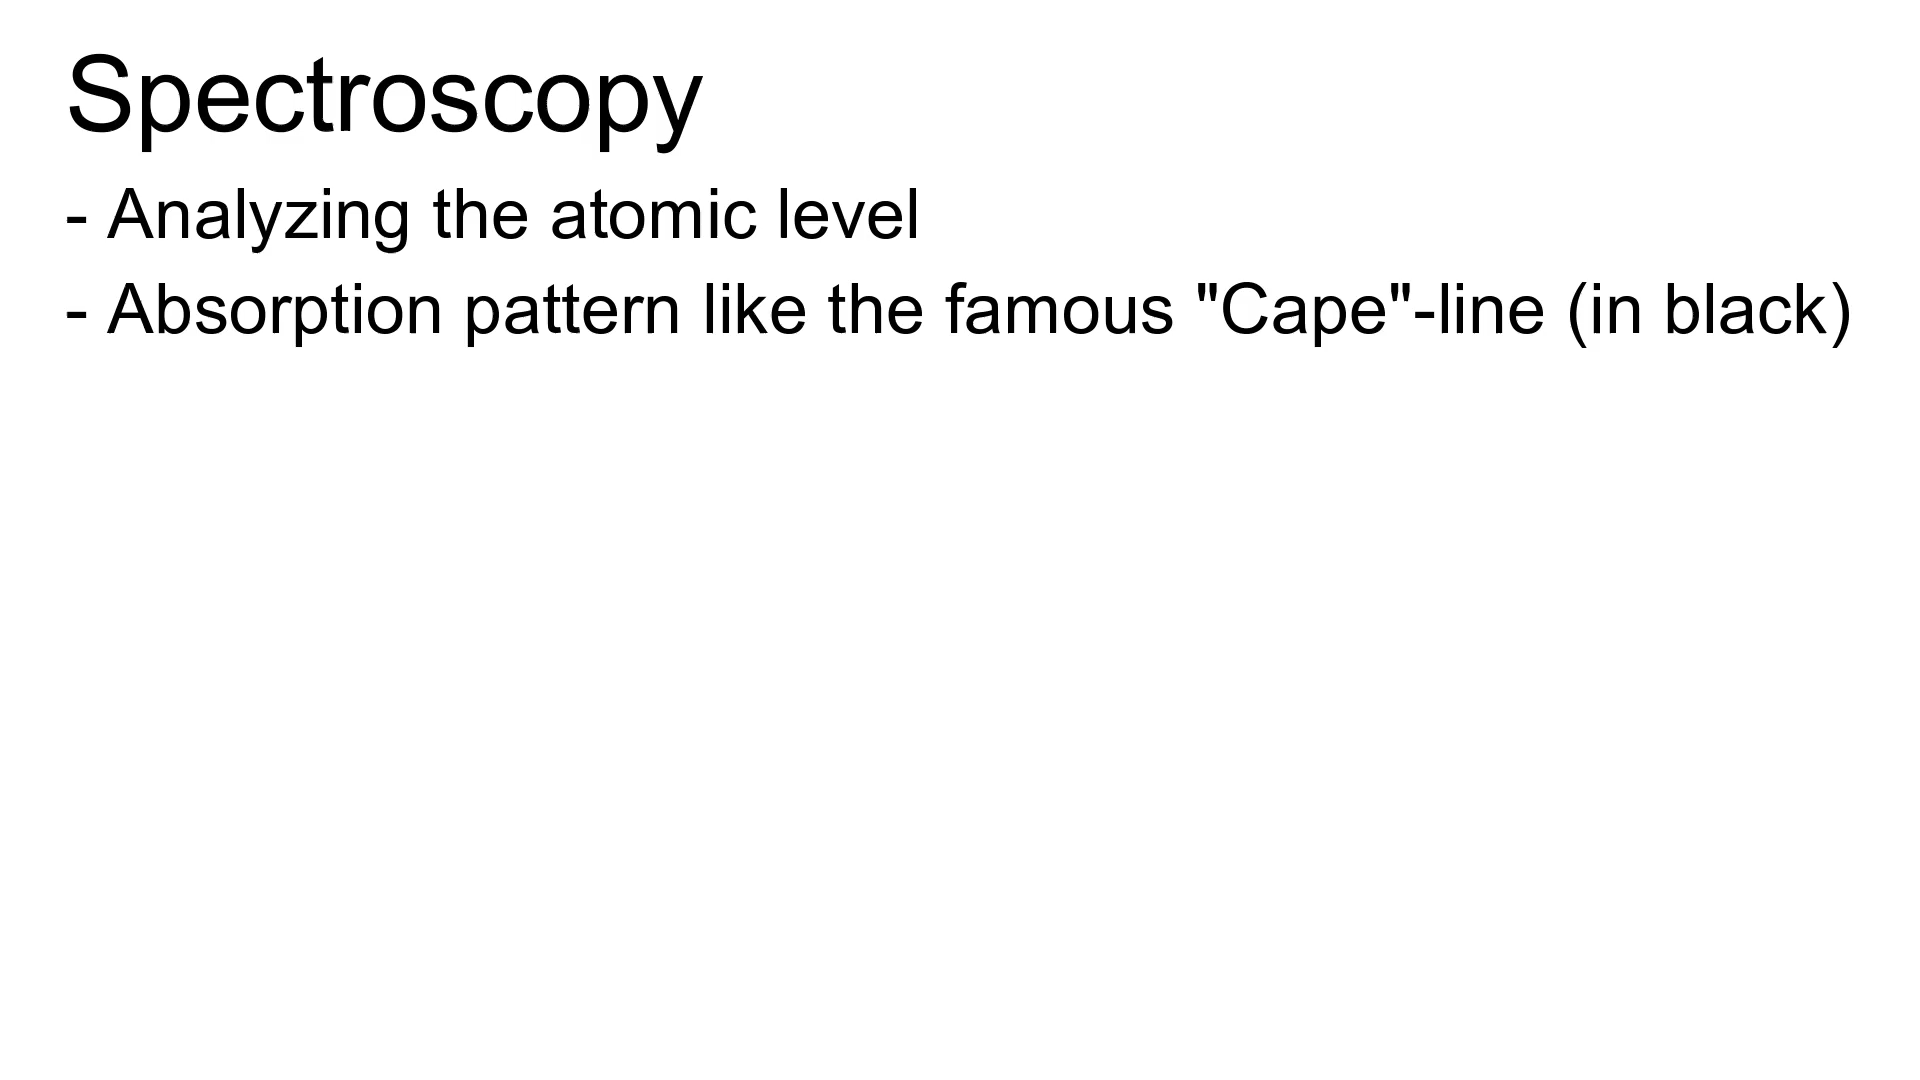 Spectroscopy
- Analyzing the atomic level
- Absorption pattern like the famous "Cape"-line (in black)